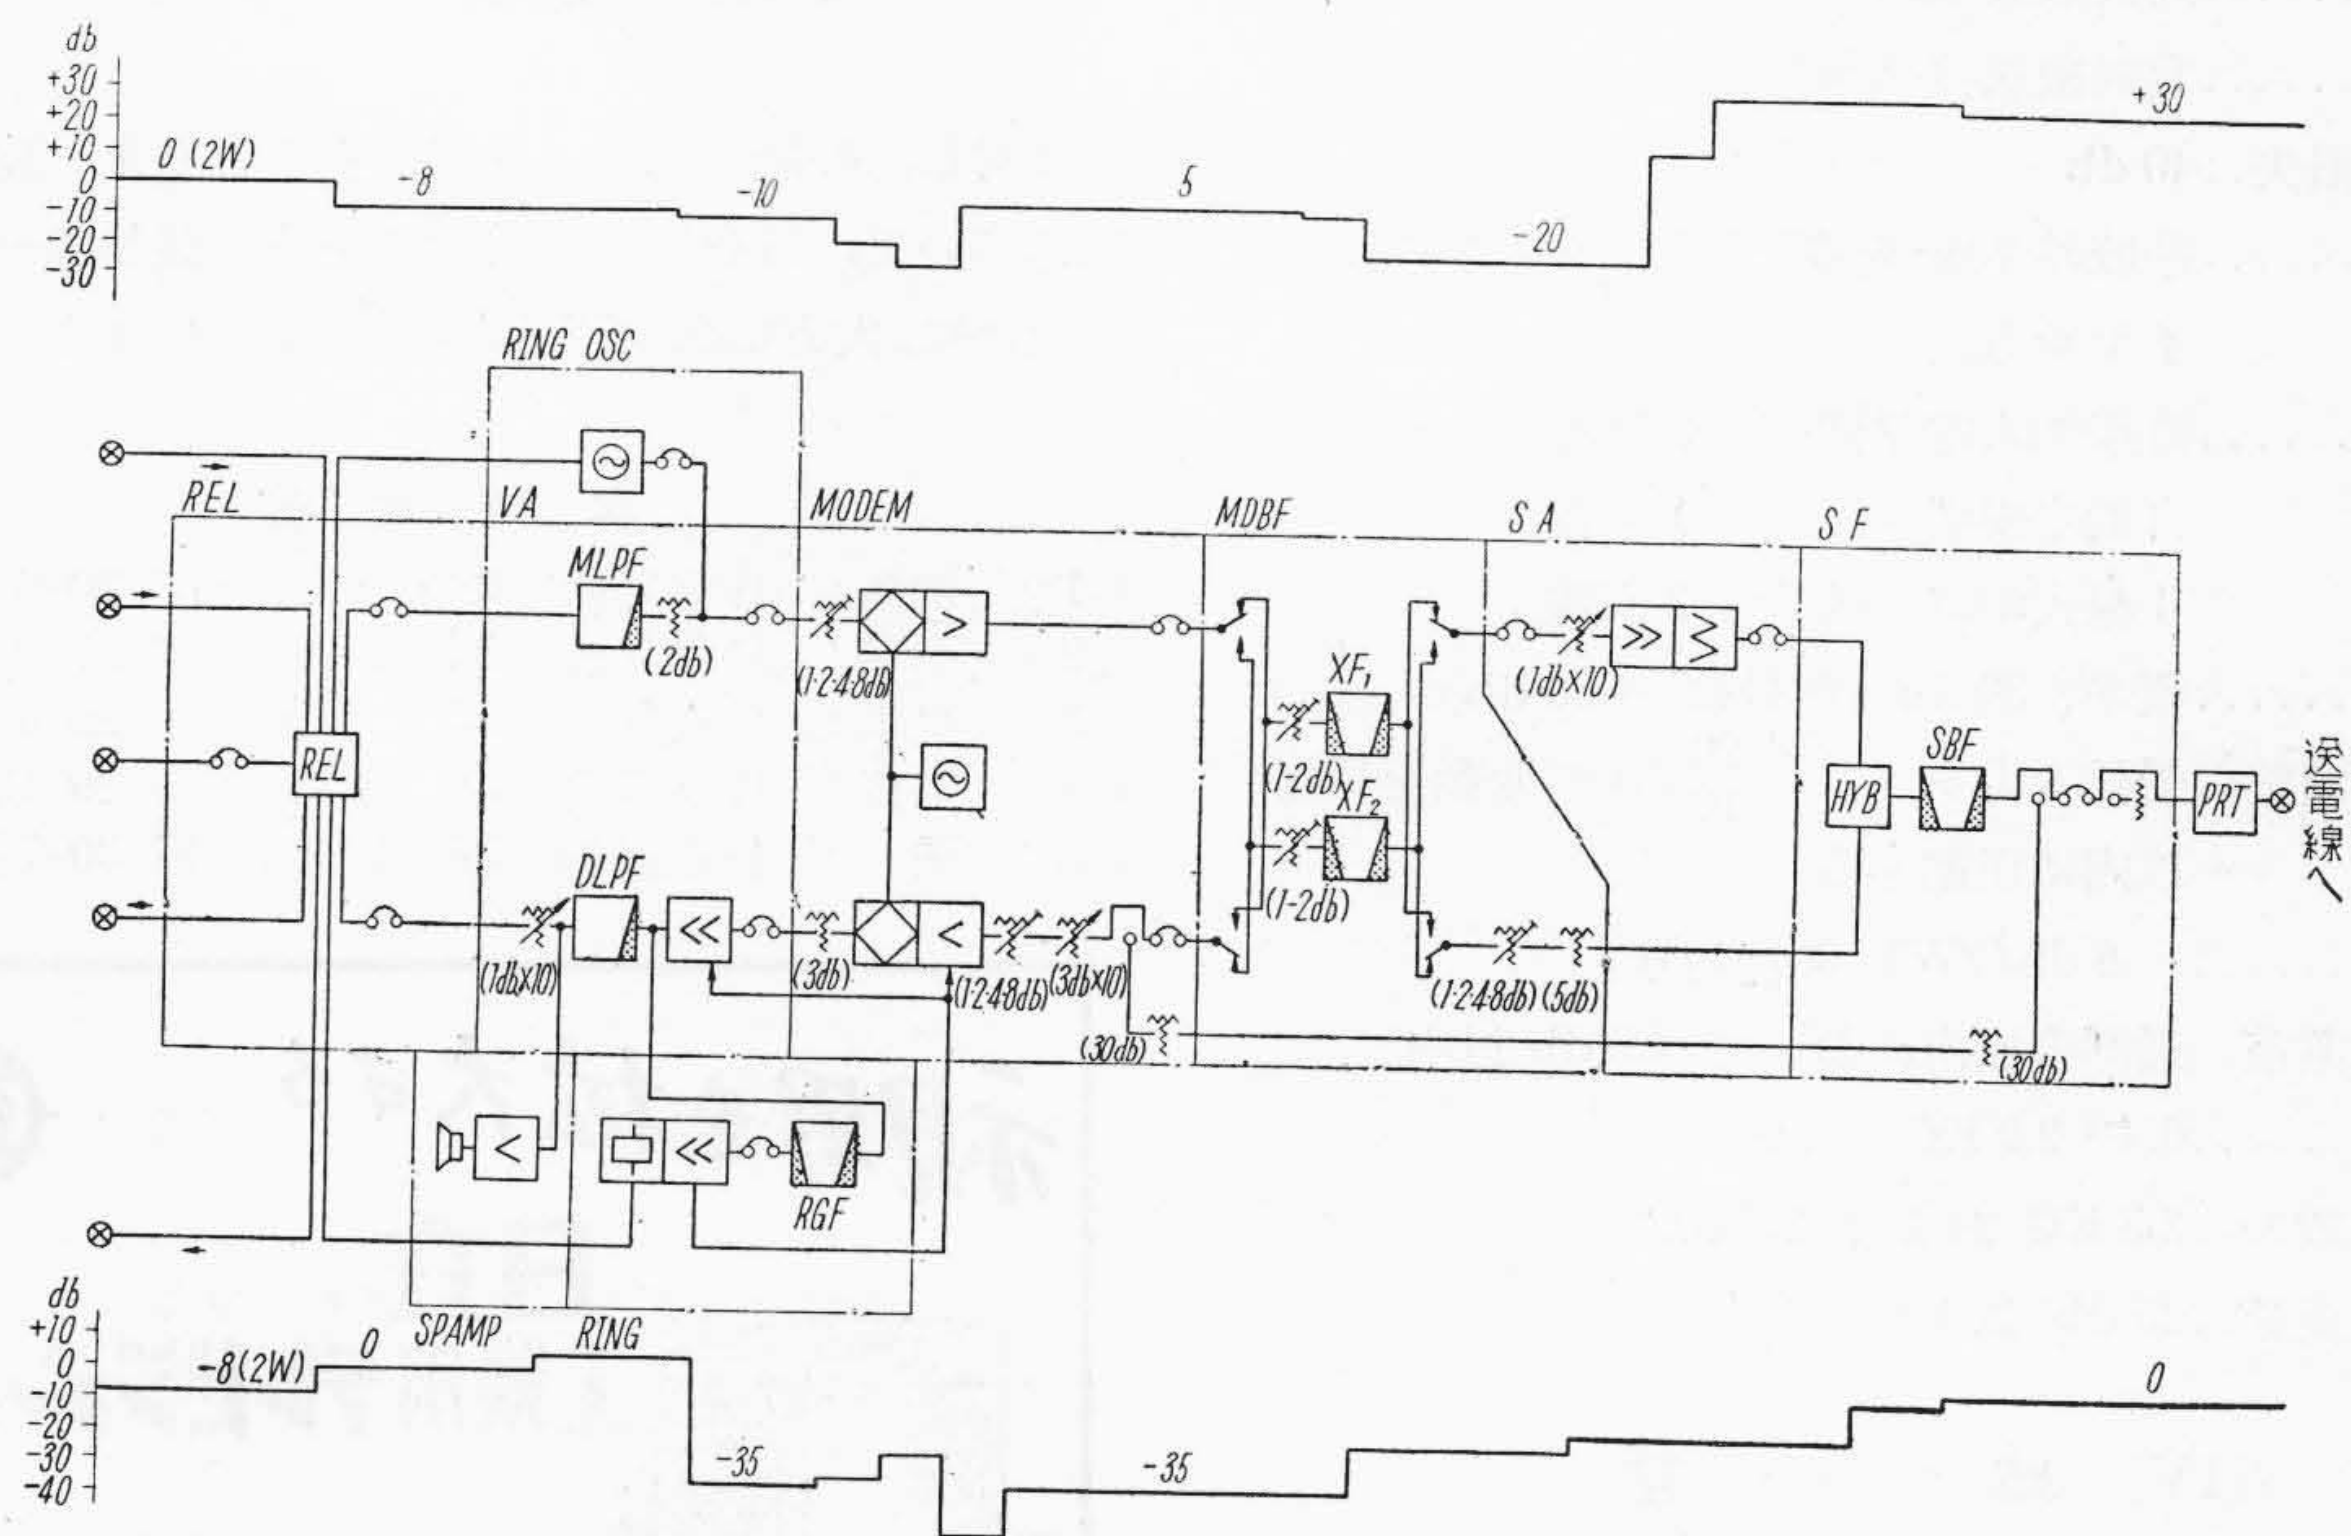 db
+30
+20
+10
0
-10
-20
-30
0 (2W)
-8
-10
5
-20
+30
RING OSC
REL
VA
MODEM
MDBF
S A
S F
MLPF
(2db)
(1·2·4·8db)
(1db×10)
XF₁
(1-2db)
XF₂
(1-2db)
REL
HYB
SBF
PRT
送電線へ
DLPF
(1db×10)
(3db)
(1·2·4·8db)
(3db×10)
(1·2·4·8db)
(5db)
(30db)
(30db)
RGF
SPAMP
RING
db
+10
0
-10
-20
-30
-40
-8(2W)
0
-35
-35
0